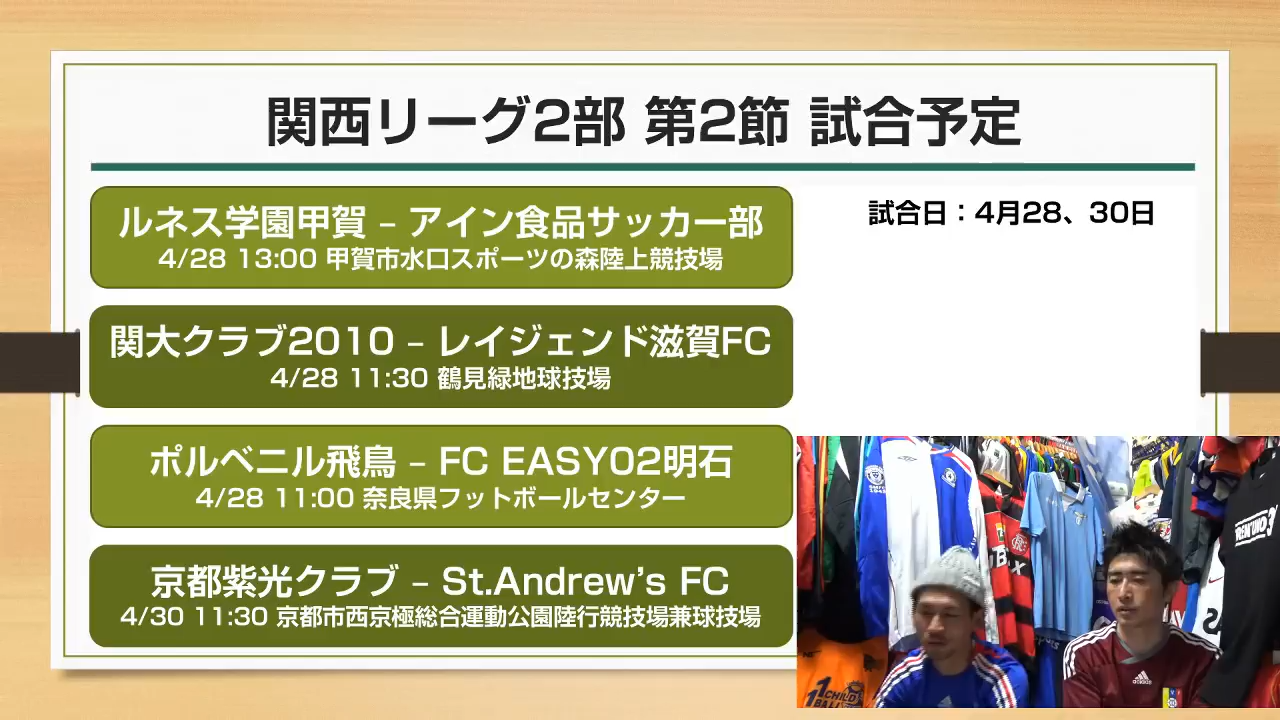 関西リーグ2部 第2節 試合予定
ルネス学園甲賀 – アイン食品サッカー部
4/28 13:00 甲賀市水口スポーツの森陸上競技場
関大クラブ2010 – レイジェンド滋賀FC
4/28 11:30 鶴見緑地球技場
ポルベニル飛鳥 – FC EASY02明石
4/28 11:00 奈良県フットボールセンター
京都紫光クラブ – St.Andrew’s FC
4/30 11:30 京都市西京極総合運動公園陸行競技場兼球技場
試合日：4月28、30日
adidas